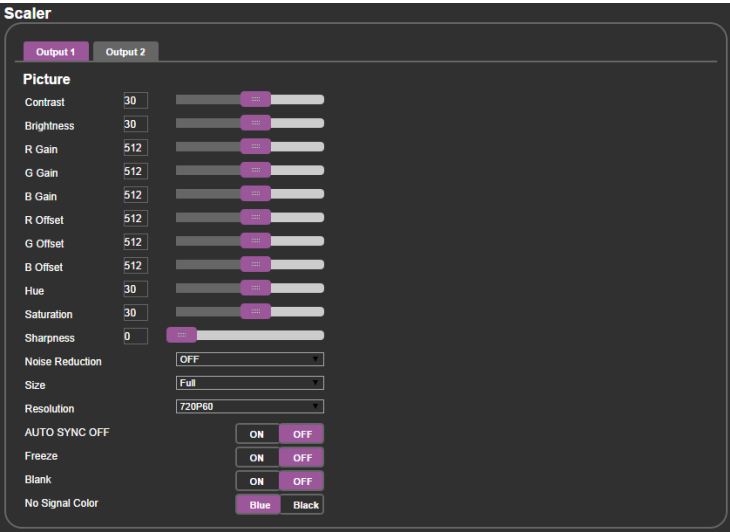 Scaler
Output 1 Output 2
Picture
Contrast 30
Brightness 30
R Gain 512
G Gain 512
B Gain 512
R Offset 512
G Offset 512
B Offset 512
Hue 30
Saturation 30
Sharpness 0
Noise Reduction OFF
Size Full
Resolution 720P60
AUTO SYNC OFF ON OFF
Freeze ON OFF
Blank ON OFF
No Signal Color Blue Black